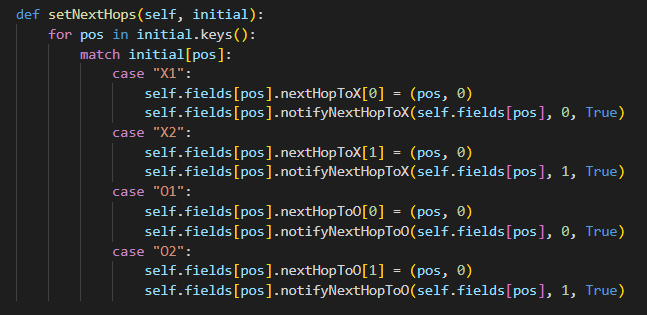 def setNextHops(self, initial):
    for pos in initial.keys():
        match initial[pos]:
            case "X1":
                self.fields[pos].nextHopToX[0] = (pos, 0)
                self.fields[pos].notifyNextHopToX(self.fields[pos], 0, True)
            case "X2":
                self.fields[pos].nextHopToX[1] = (pos, 0)
                self.fields[pos].notifyNextHopToX(self.fields[pos], 1, True)
            case "O1":
                self.fields[pos].nextHopToO[0] = (pos, 0)
                self.fields[pos].notifyNextHopToO(self.fields[pos], 0, True)
            case "O2":
                self.fields[pos].nextHopToO[1] = (pos, 0)
                self.fields[pos].notifyNextHopToO(self.fields[pos], 1, True)